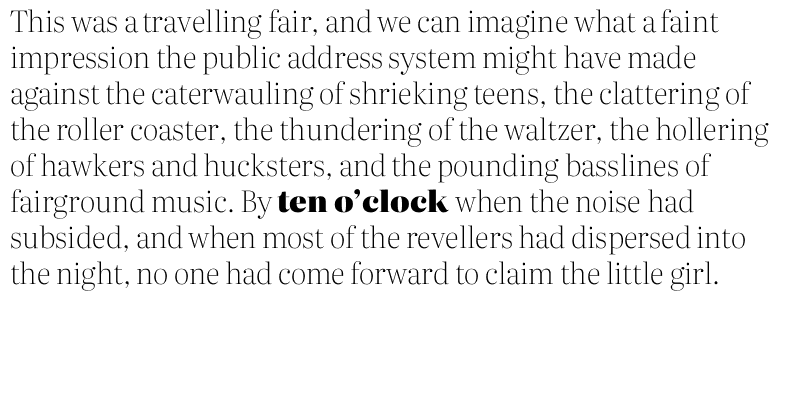 This was a travelling fair, and we can imagine what a faint
impression the public address system might have made
against the caterwauling of shrieking teens, the clattering of
the roller coaster, the thundering of the waltzer, the hollering
of hawkers and hucksters, and the pounding basslines of
fairground music. By ten o’clock when the noise had
subsided, and when most of the revellers had dispersed into
the night, no one had come forward to claim the little girl.